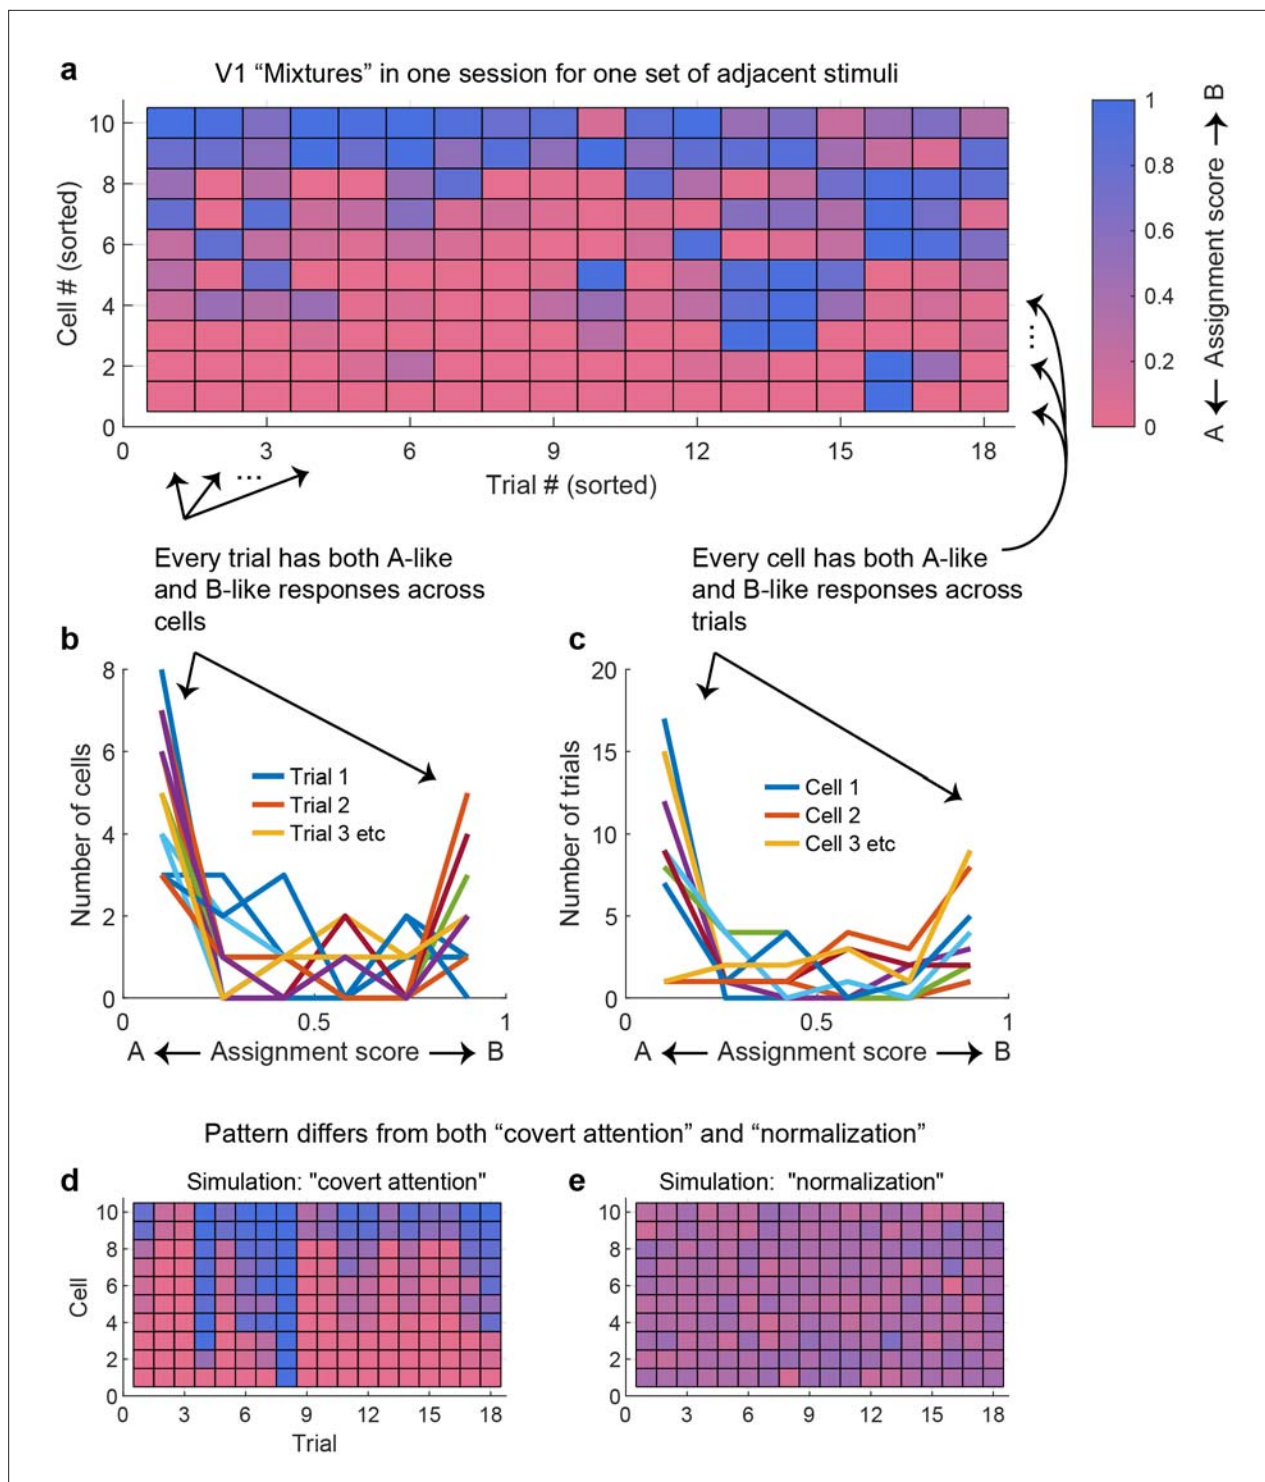 a
V1 “Mixtures” in one session for one set of adjacent stimuli
10
8
6
4
2
0
Cell # (sorted)
0 3 6 9 12 15 18
Trial # (sorted)
...
...
1
0.8
0.6
0.4
0.2
0
A Assignment score B
Every trial has both A-like
and B-like responses across
cells
Every cell has both A-like
and B-like responses across
trials
b
8
6
4
2
0
Number of cells
Trial 1
Trial 2
Trial 3 etc
0 0.5 1
A Assignment score B
c
20
15
10
5
0
Number of trials
Cell 1
Cell 2
Cell 3 etc
0 0.5 1
A Assignment score B
Pattern differs from both “covert attention” and “normalization”
d
Simulation: "covert attention"
10
8
6
4
2
0
Cell
0 3 6 9 12 15 18
Trial
e
Simulation: "normalization"
10
8
6
4
2
0
0 3 6 9 12 15 18